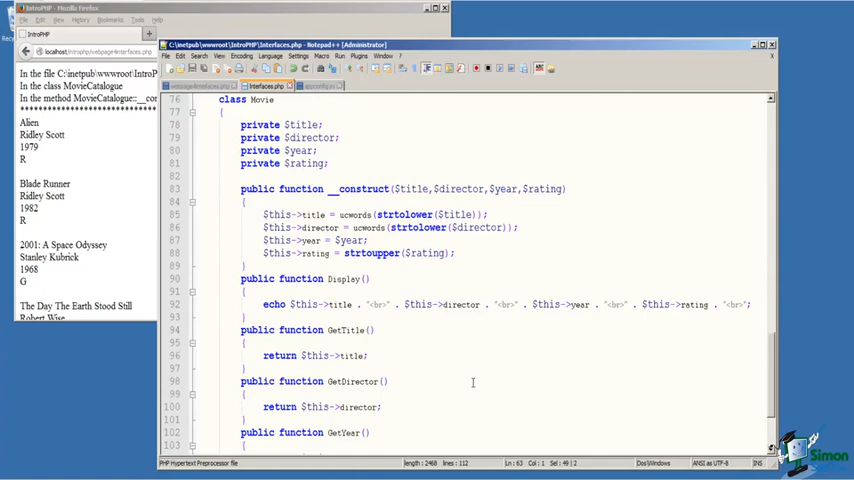 IntroPHP - Mozilla Firefox
File Edit View History Bookmarks Tools Help
IntroPHP
localhost/introphp/webpage4interfaces.php
In the file C:\inetpub\wwwroot\IntroP
In the class MovieCatalogue
In the method MovieCatalogue::__con
Alien
Ridley Scott
1979
R
Blade Runner
Ridley Scott
1982
R
2001: A Space Odyssey
Stanley Kubrick
1968
G
The Day The Earth Stood Still
Robert Wise
C:\inetpub\wwwroot\IntroPHP\Interfaces.php - Notepad++ [Administrator]
File Edit Search View Encoding Language Settings Macro Run Plugins Window ?
webpage4interfaces.php Interfaces.php appconfig.ini
76 class Movie
77 {
78 private $title;
79 private $director;
80 private $year;
81 private $rating;
82
83 public function __construct($title,$director,$year,$rating)
84 {
85 $this->title = ucwords(strtolower($title));
86 $this->director = ucwords(strtolower($director));
87 $this->year = $year;
88 $this->rating = strtoupper($rating);
89 }
90 public function Display()
91 {
92 echo $this->title . "<br>" . $this->director . "<br>" . $this->year . "<br>" . $this->rating . "<br>";
93 }
94 public function GetTitle()
95 {
96 return $this->title;
97 }
98 public function GetDirector()
99 {
100 return $this->director;
101 }
102 public function GetYear()
103 {
PHP Hypertext Preprocessor file length : 2468 lines : 112 Ln : 63 Col : 1 Sel : 49 | 2 Dos\Windows ANSI as UTF-8 INS
Simon